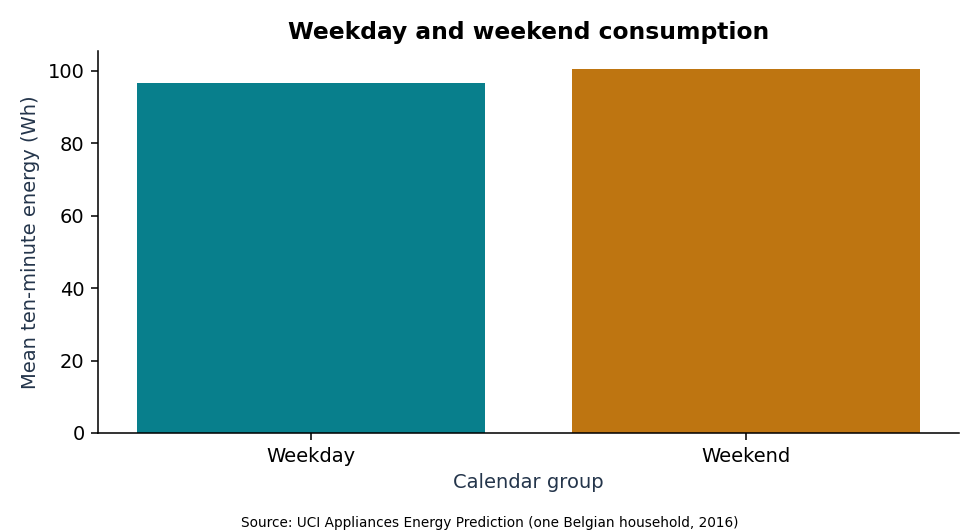 Weekday and weekend consumption
Mean ten-minute energy (Wh)
100
80
60
40
20
0
Weekday Weekend
Calendar group
Source: UCI Appliances Energy Prediction (one Belgian household, 2016)